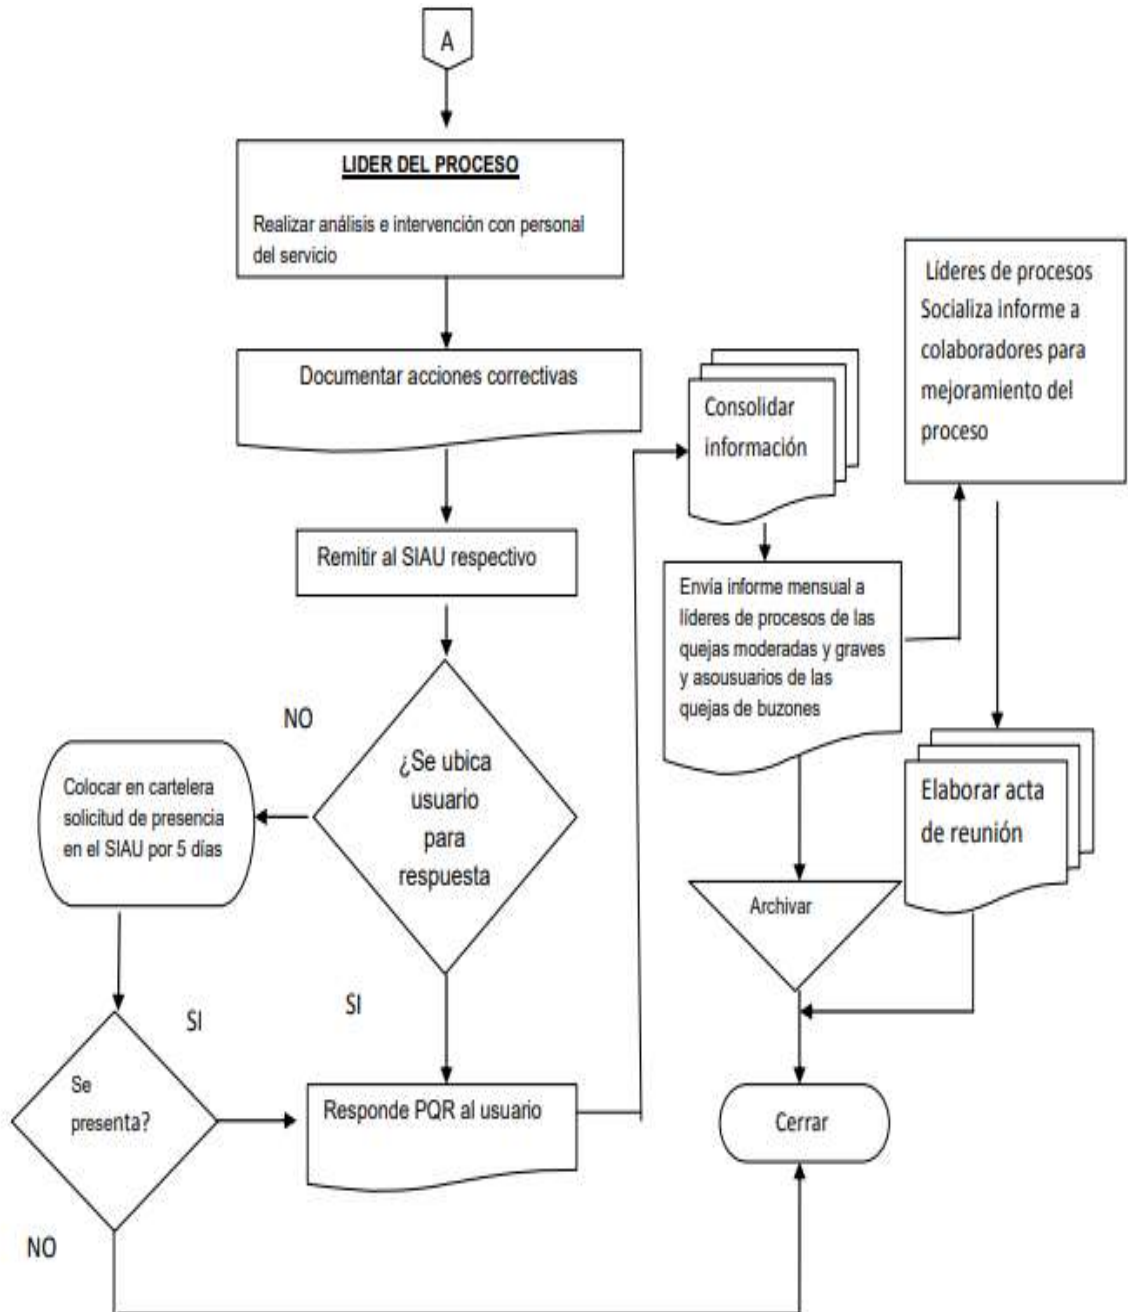 A
LIDER DEL PROCESO
Realizar análisis e intervención con personal
del servicio
Documentar acciones correctivas
Remitir al SIAU respectivo
¿Se ubica
usuario
para
respuesta
NO
SI
Colocar en cartelera
solicitud de presencia
en el SIAU por 5 días
Se
presenta?
SI
NO
Responde PQR al usuario
Consolidar
información
Envía informe mensual a
líderes de procesos de las
quejas moderadas y graves
y asousuarios de las
quejas de buzones
Líderes de procesos
Socializa informe a
colaboradores para
mejoramiento del
proceso
Elaborar acta
de reunión
Archivar
Cerrar